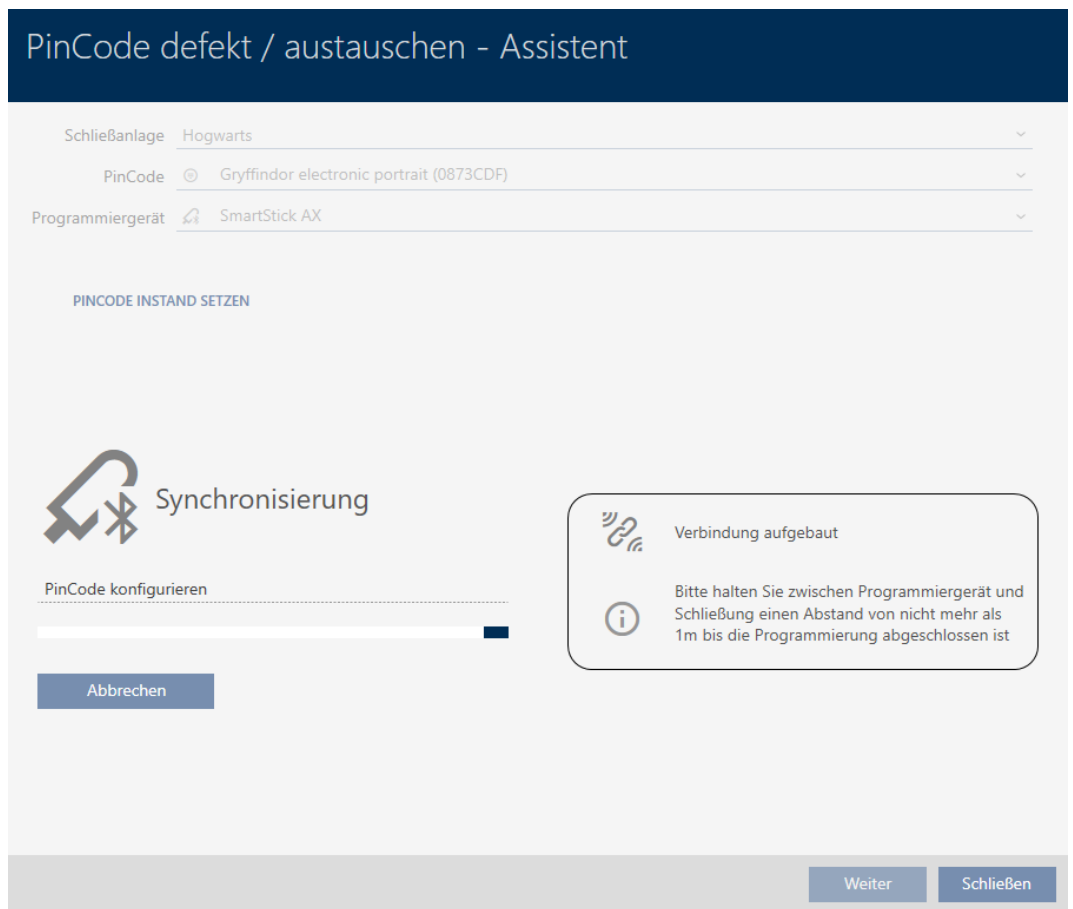 PinCode defekt / austauschen - Assistent
Schließanlage Hogwarts
PinCode Gryffindor electronic portrait (0873CDF)
Programmiergerät SmartStick AX
PINCODE INSTAND SETZEN
Synchronisierung
PinCode konfigurieren
Abbrechen
Verbindung aufgebaut
Bitte halten Sie zwischen Programmiergerät und
Schließung einen Abstand von nicht mehr als
1m bis die Programmierung abgeschlossen ist
Weiter
Schließen